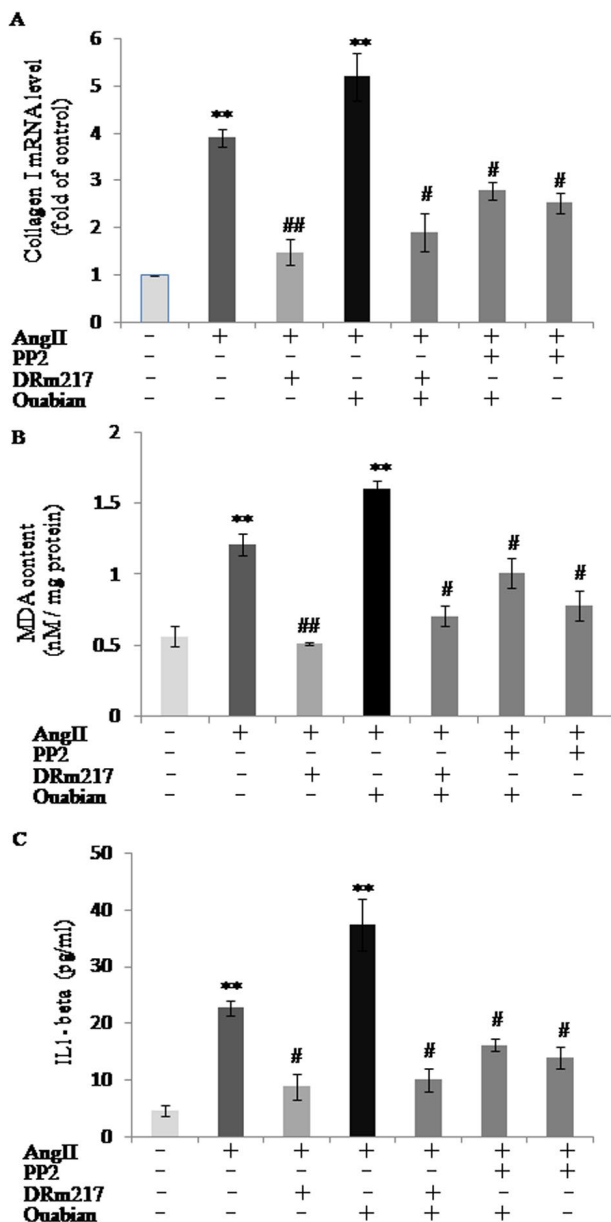 A
Collagen I mRNA level
(fold of control)
6
5
4
3
2
1
0
** ## ** # # #
AngII - + + + + + +
PP2 - - - - - + +
DRm217 - - + - + - -
Ouabian - - - + + + -
B
MDA content
(nM / mg protein)
2
1.5
1
0.5
0
** ## ** # # #
AngII - + + + + + +
PP2 - - - - - + +
DRm217 - - + - + - -
Ouabian - - - + + + -
C
IL1- beta (pg/ml)
50
40
30
20
10
0
** # ** # # #
AngII - + + + + + +
PP2 - - - - - + +
DRm217 - - + - + - -
Ouabian - - - + + + -